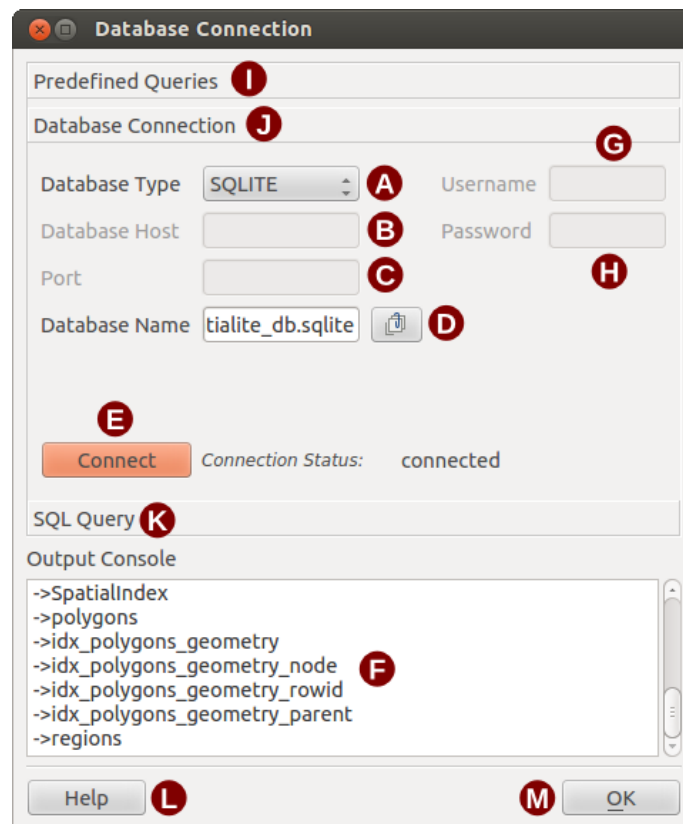 Database Connection
Predefined Queries I
Database Connection J
G
Database Type SQLITE A Username
Database Host B Password
Port C H
Database Name tialite_db.sqlite D
E
Connect Connection Status: connected
SQL Query K
Output Console
->SpatialIndex
->polygons
->idx_polygons_geometry
->idx_polygons_geometry_node F
->idx_polygons_geometry_rowid
->idx_polygons_geometry_parent
->regions
Help L M OK